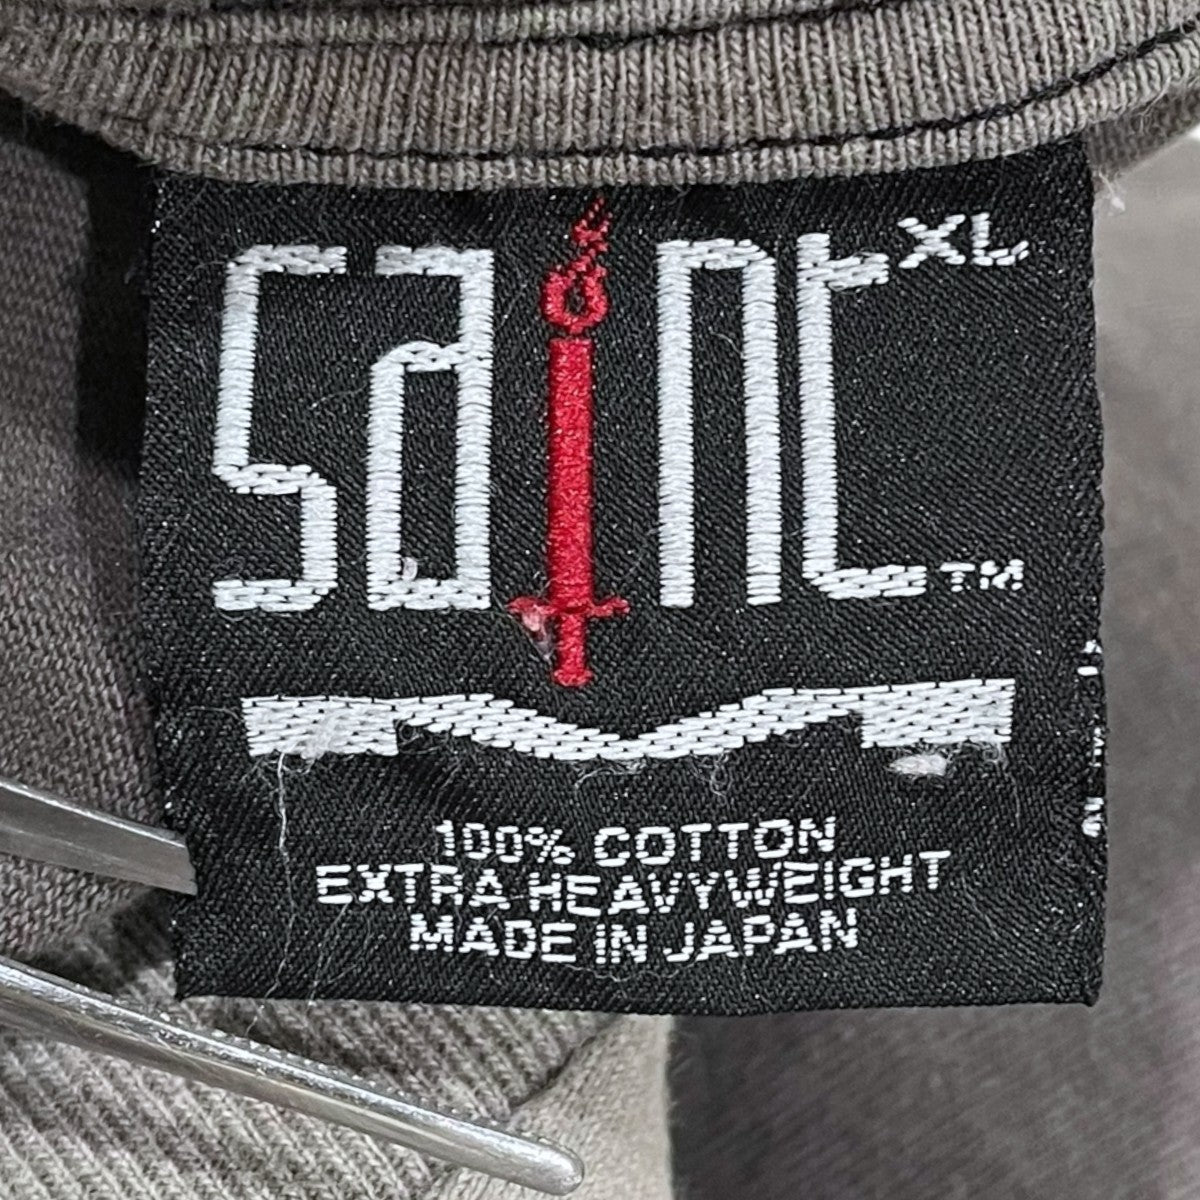 SAINT XL
TM
100% COTTON
EXTRA HEAVYWEIGHT
MADE IN JAPAN